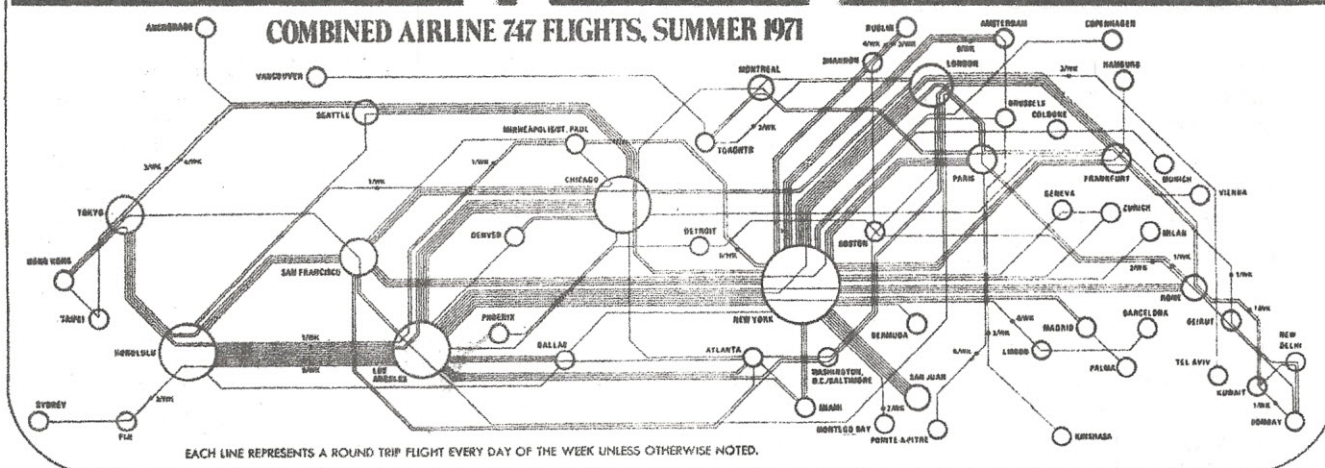 COMBINED AIRLINE 747 FLIGHTS, SUMMER 1971
ANCHORAGE
VANCOUVER
SEATTLE
MINNEAPOLIS/ST. PAUL
CHICAGO
MONTREAL
TORONTO
DUBLIN
SHANNON
AMSTERDAM
LONDON
COPENHAGEN
HAMBURG
BRUSSELS
COLOGNE
PARIS
FRANKFURT
MUNICH
VIENNA
GENEVA
ZURICH
MILAN
TOKYO
HONG KONG
TAIPEI
SAN FRANCISCO
DENVER
DETROIT
BOSTON
NEW YORK
ROME
HONOLULU
LOS
ANGELES
PHOENIX
DALLAS
ATLANTA
WASHINGTON,
D.C./BALTIMORE
BERMUDA
SAN JUAN
MIAMI
MONTEGO BAY
POINTE-A-PITRE
MADRID
BARCELONA
LISBON
PALMA
BEIRUT
NEW
DELHI
TEL AVIV
KUWAIT
BOMBAY
KINSHASA
SYDNEY
FIJI
EACH LINE REPRESENTS A ROUND TRIP FLIGHT EVERY DAY OF THE WEEK UNLESS OTHERWISE NOTED.